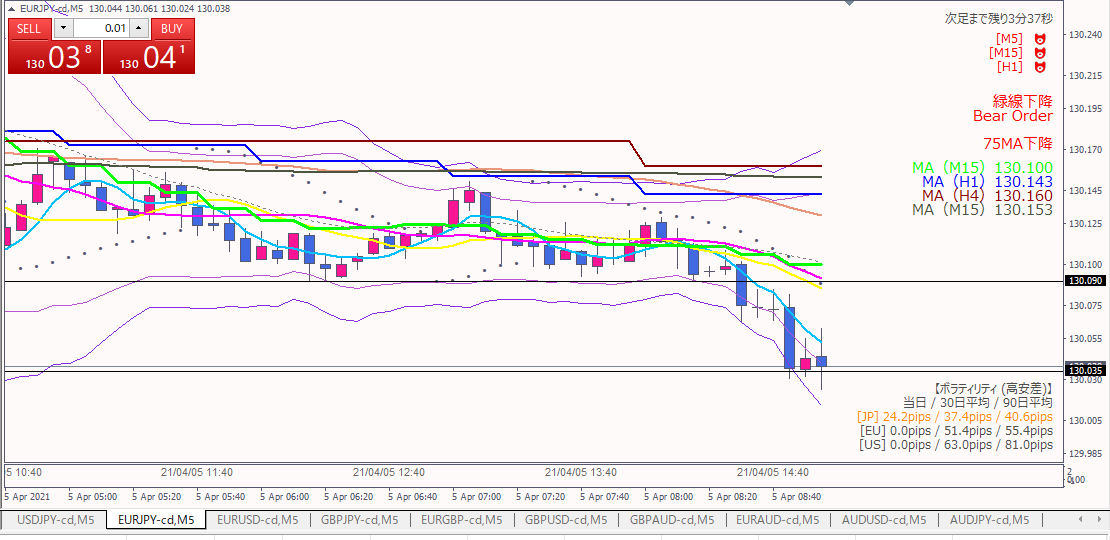 EURJPY-cd,M5 130.044 130.061 130.024 130.038
SELL 0.01 BUY
130 03 8 130 04 1
次足まで残り3分37秒
[M5]
[M15]
[H1]
緑線下降
Bear Order
75MA下降
MA (M15) 130.100
MA (H1) 130.143
MA (H4) 130.160
MA (M15) 130.153
130.240
130.215
130.195
130.170
130.145
130.125
130.100
130.090
130.075
130.055
130.035
130.030
130.005
129.985
【ボラティリティ (高安差)】
当日 / 30日平均 / 90日平均
[JP] 24.2pips / 37.4pips / 40.6pips
[EU] 0.0pips / 51.4pips / 55.4pips
[US] 0.0pips / 63.0pips / 81.0pips
05 10:40 21/04/05 11:40 21/04/05 12:40 21/04/05 13:40 21/04/05 14:40
5 Apr 2021 5 Apr 05:00 5 Apr 05:20 5 Apr 05:40 5 Apr 06:00 5 Apr 06:20 5 Apr 06:40 5 Apr 07:00 5 Apr 07:20 5 Apr 07:40 5 Apr 08:00 5 Apr 08:20 5 Apr 08:40
USDJPY-cd,M5 EURJPY-cd,M5 EURUSD-cd,M5 GBPJPY-cd,M5 EURGBP-cd,M5 GBPUSD-cd,M5 GBPAUD-cd,M5 EURAUD-cd,M5 AUDUSD-cd,M5 AUDJPY-cd,M5